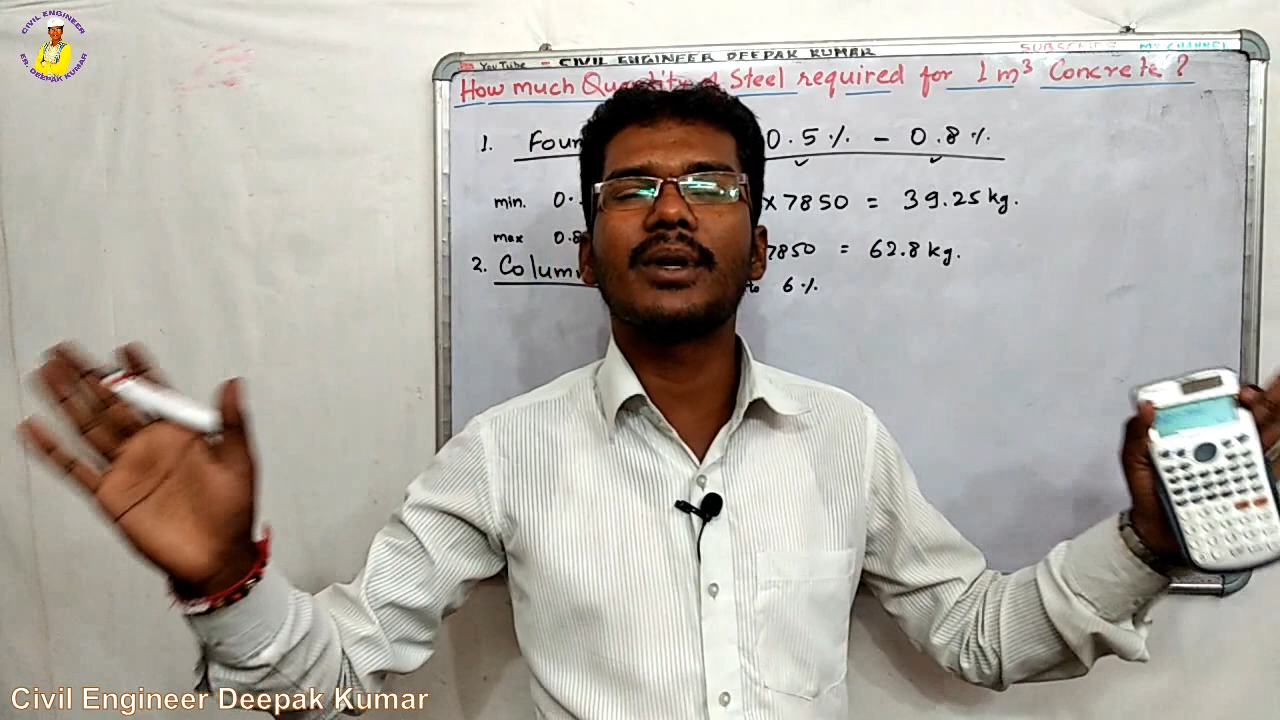 CIVIL ENGINEER
ER. DEEPAK KUMAR
YouTube - CIVIL ENGINEER DEEPAK KUMAR SUBSCRIBE MY CHANNEL
How much Quantity of Steel required for 1 m³ Concrete ?
1. Foun 0.5 % - 0.8 %
min. 0. × 7850 = 39.25 kg.
max 0.8 7850 = 62.8 kg.
2. Colum to 6 %
Civil Engineer Deepak Kumar